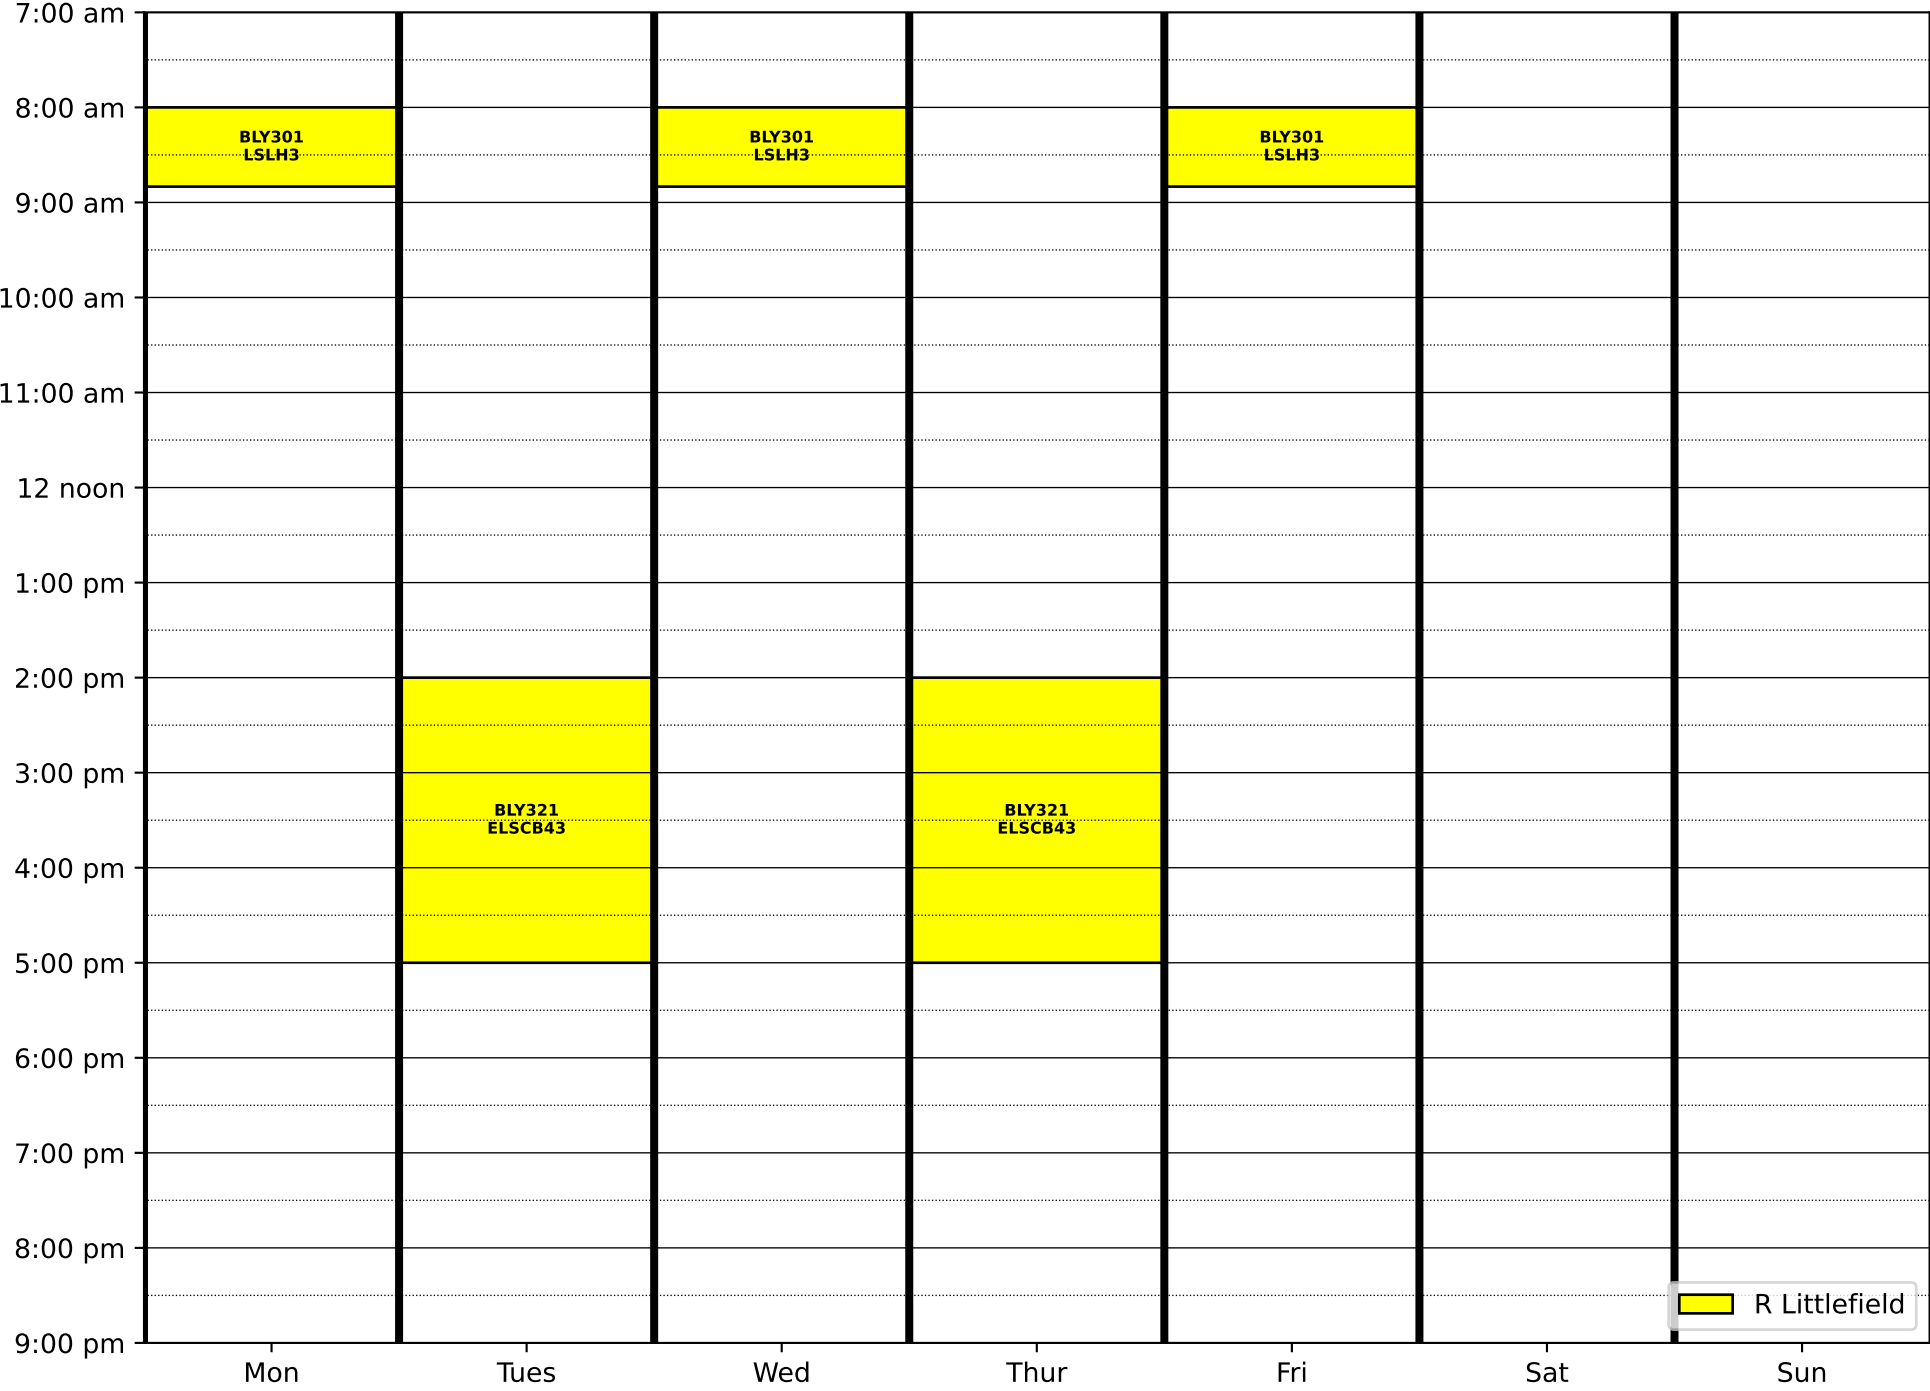 7:00 am
8:00 am
BLY301
LSLH3
BLY301
LSLH3
BLY301
LSLH3
9:00 am
10:00 am
11:00 am
12 noon
1:00 pm
2:00 pm
3:00 pm
BLY321
ELSCB43
BLY321
ELSCB43
4:00 pm
5:00 pm
6:00 pm
7:00 pm
8:00 pm
R Littlefield
9:00 pm
Mon Tues Wed Thur Fri Sat Sun